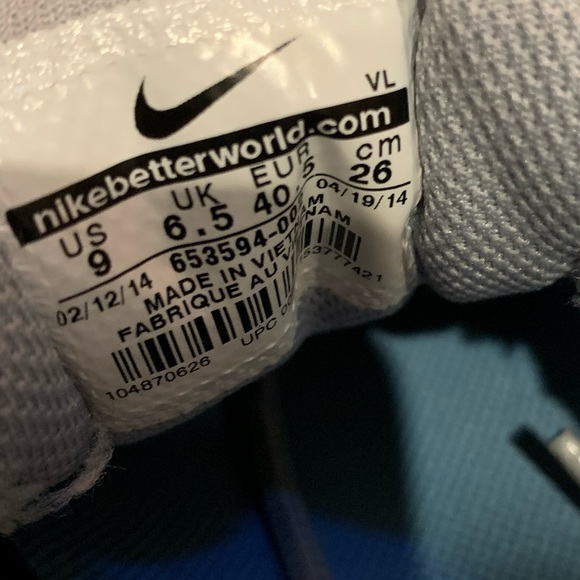 VL
nikebetterworld.com
US UK EUR cm
9 6.5 40.5 26
02/12/14 653594-00 04/19/14
MADE IN VIETNAM
FABRIQUE AU
UPC
104870626 53777421